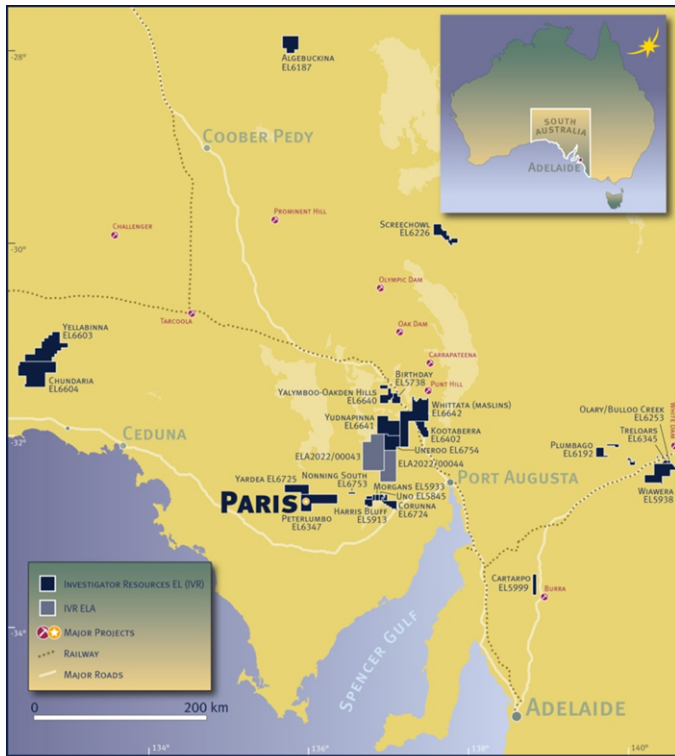 -28°
ALGEBUCKINA
EL6187
SOUTH
AUSTRALIA
ADELAIDE
COOBER PEDY
CHALLENGER
PROMINENT HILL
SCREECHOWL
EL6226
-30°
OLYMPIC DAM
TARCOOLA
OAK DAM
YELLABINNA
EL6603
CHUNDARIA
EL6604
CARRAPATEENA
BIRTHDAY
EL5738
PUNT HILL
YALYMBOO-OAKDEN HILLS
EL6640
WHITTATA (MASLINS)
EL6642
YUDNAPINNA
EL6641
KOOTABERRA
EL6402
UNEROO EL6754
OLARY/BULLOO CREEK
EL6253
TRELOARS
EL6345
WHITE DAM
PLUMBAGO
EL6192
WIAWERA
EL5938
-32°
CEDUNA
ELA2022/00043
ELA2022/00044
PORT AUGUSTA
NONNING SOUTH
EL6753
MORGANS EL5933
YARDEA EL6725
UNO EL5845
PARIS
PETERLUMBO
EL6347
HARRIS BLUFF
EL5913
CORUNNA
EL6724
CARTARPO
EL5999
BURRA
INVESTIGATOR RESOURCES EL (IVR)
IVR ELA
MAJOR PROJECTS
RAILWAY
MAJOR ROADS
-34°
SPENCER GULF
ADELAIDE
0
200 km
134°
136°
138°
140°